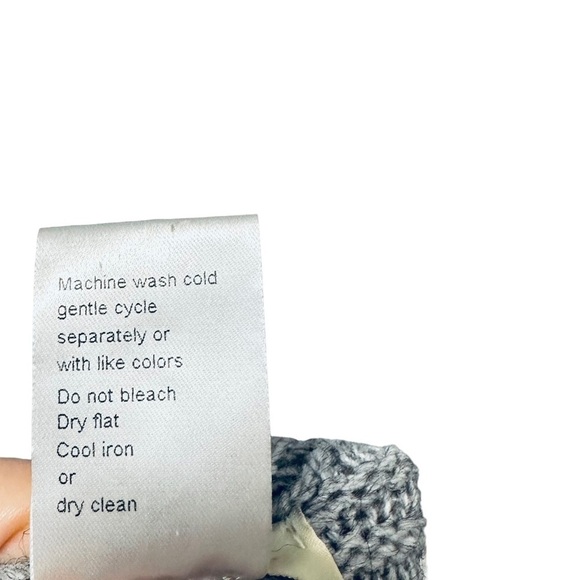 Machine wash cold
gentle cycle
separately or
with like colors
Do not bleach
Dry flat
Cool iron
or
dry clean